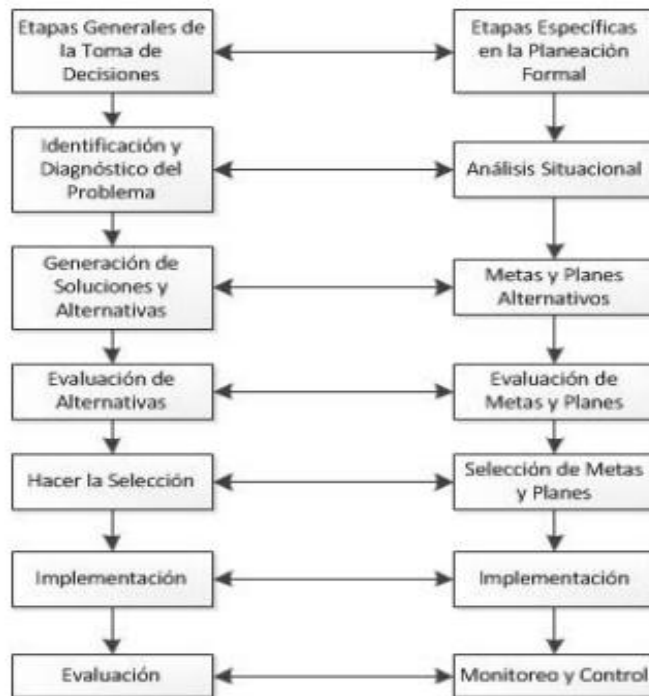 Etapas Generales de
la Toma de
Decisiones
Etapas Específicas
en la Planeación
Formal
Identificación y
Diagnóstico del
Problema
Análisis Situacional
Generación de
Soluciones y
Alternativas
Metas y Planes
Alternativos
Evaluación de
Alternativas
Evaluación de
Metas y Planes
Hacer la Selección
Selección de Metas
y Planes
Implementación
Implementación
Evaluación
Monitoreo y Control